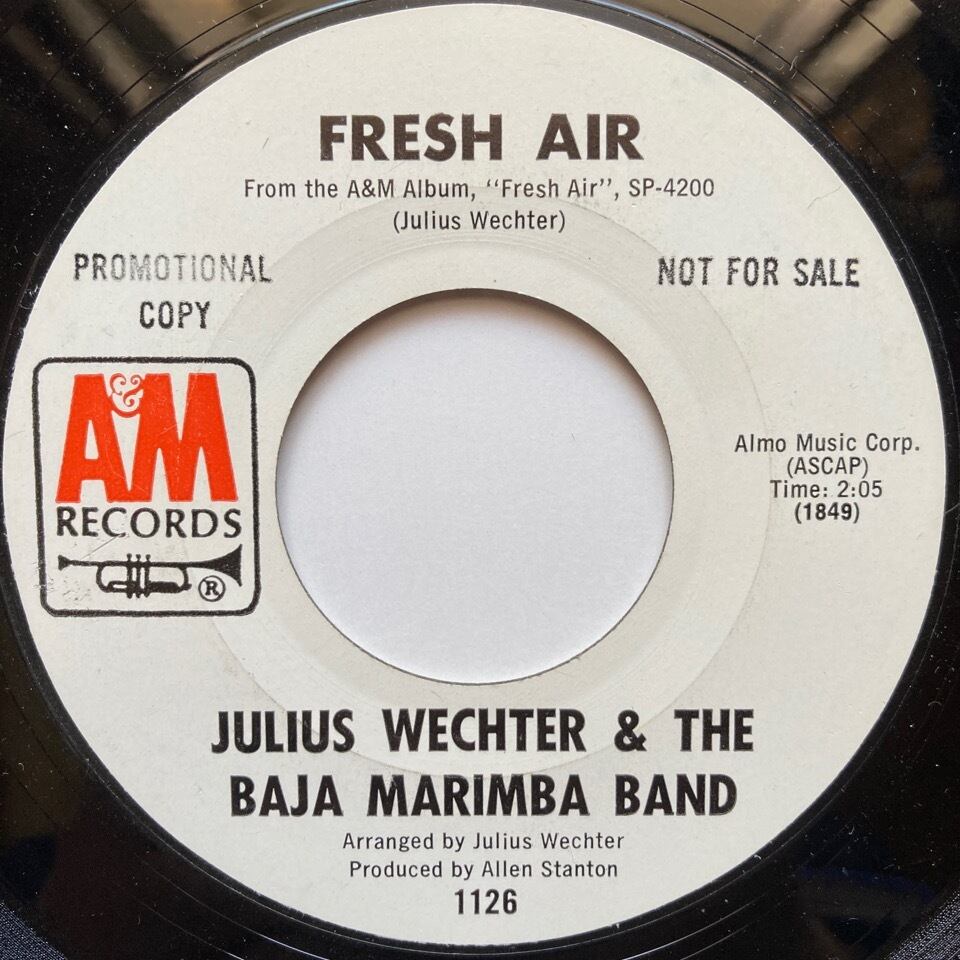 FRESH AIR
From the A&M Album, "Fresh Air", SP-4200
(Julius Wechter)
PROMOTIONAL
COPY
NOT FOR SALE
A&M
RECORDS
®
Almo Music Corp.
(ASCAP)
Time: 2:05
(1849)
JULIUS WECHTER & THE
BAJA MARIMBA BAND
Arranged by Julius Wechter
Produced by Allen Stanton
1126